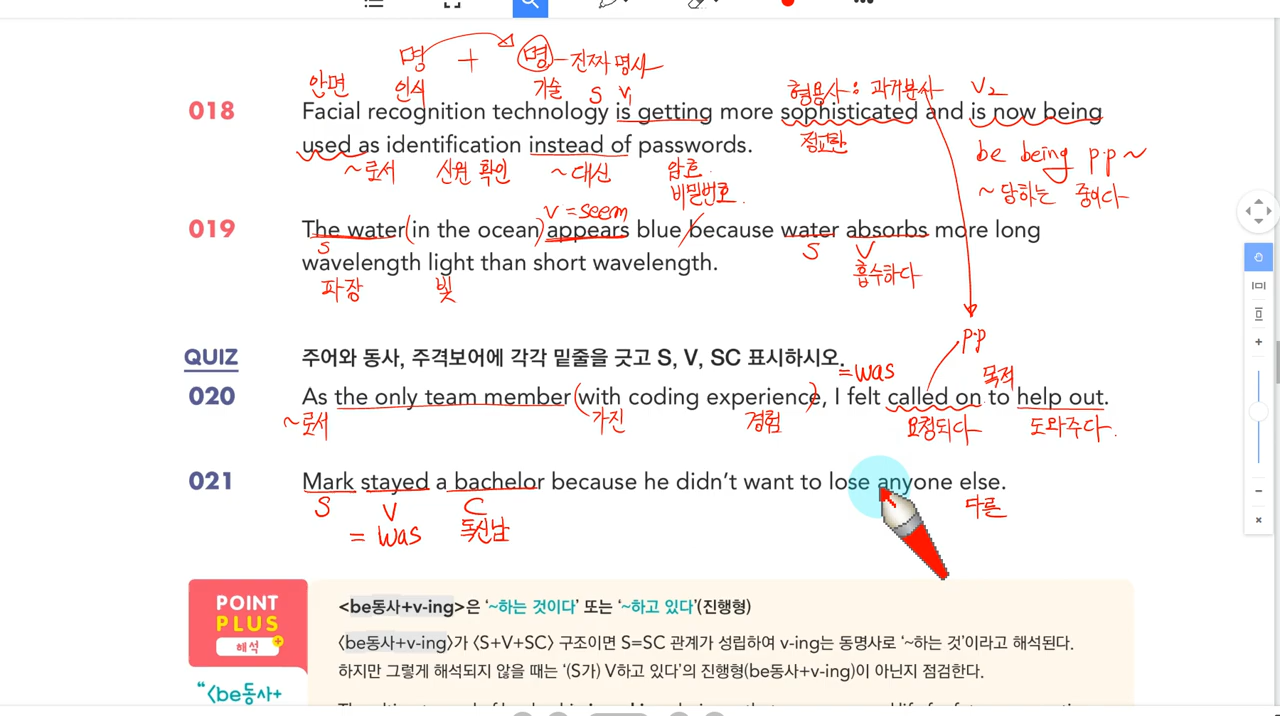 명 + 명 - 진짜 명사
안면 인식 기술 S V₁ 형용사 : 과거분사 V₂
018 Facial recognition technology is getting more sophisticated and is now being
used as identification instead of passwords.
정교한 be being p.p ~
~로서 신원 확인 ~대신 암호 ~ 당하는 중이다
비밀번호
V = seem
019 The water (in the ocean) appears blue / because water absorbs more long
S S V
wavelength light than short wavelength.
파장 빛 흡수하다
p.p
QUIZ 주어와 동사, 주격보어에 각각 밑줄을 긋고 S, V, SC 표시하시오.
= was 목적
020 As the only team member (with coding experience), I felt called on to help out.
~로서 가진 경험 요청되다 도와주다.
021 Mark stayed a bachelor because he didn't want to lose anyone else.
S V C 다른
= was 독신남
POINT
PLUS
해석
“<be동사+
<be동사+v-ing>은 ‘~하는 것이다’ 또는 ‘~하고 있다’(진행형)
<be동사+v-ing>가 <S+V+SC> 구조이면 S=SC 관계가 성립하여 v-ing는 동명사로 ‘~하는 것’이라고 해석된다.
하지만 그렇게 해석되지 않을 때는 ‘(S가) V하고 있다’의 진행형(be동사+v-ing)이 아닌지 점검한다.